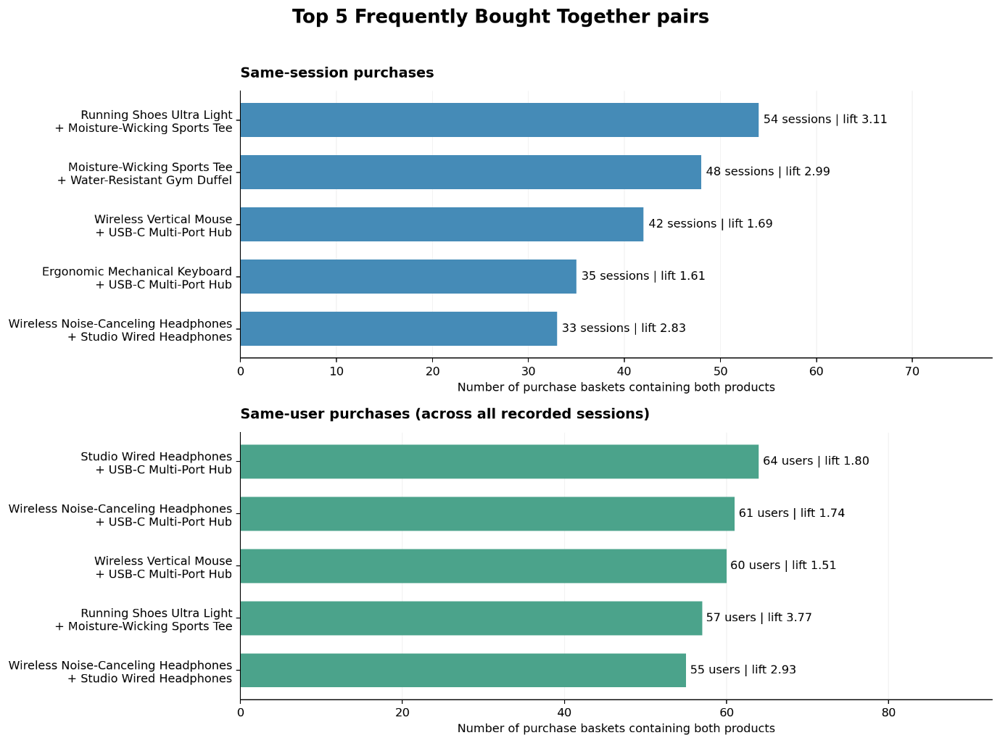 Top 5 Frequently Bought Together pairs
Same-session purchases
Running Shoes Ultra Light
+ Moisture-Wicking Sports Tee
54 sessions | lift 3.11
Moisture-Wicking Sports Tee
+ Water-Resistant Gym Duffel
48 sessions | lift 2.99
Wireless Vertical Mouse
+ USB-C Multi-Port Hub
42 sessions | lift 1.69
Ergonomic Mechanical Keyboard
+ USB-C Multi-Port Hub
35 sessions | lift 1.61
Wireless Noise-Canceling Headphones
+ Studio Wired Headphones
33 sessions | lift 2.83
0 10 20 30 40 50 60 70
Number of purchase baskets containing both products
Same-user purchases (across all recorded sessions)
Studio Wired Headphones
+ USB-C Multi-Port Hub
64 users | lift 1.80
Wireless Noise-Canceling Headphones
+ USB-C Multi-Port Hub
61 users | lift 1.74
Wireless Vertical Mouse
+ USB-C Multi-Port Hub
60 users | lift 1.51
Running Shoes Ultra Light
+ Moisture-Wicking Sports Tee
57 users | lift 3.77
Wireless Noise-Canceling Headphones
+ Studio Wired Headphones
55 users | lift 2.93
0 20 40 60 80
Number of purchase baskets containing both products